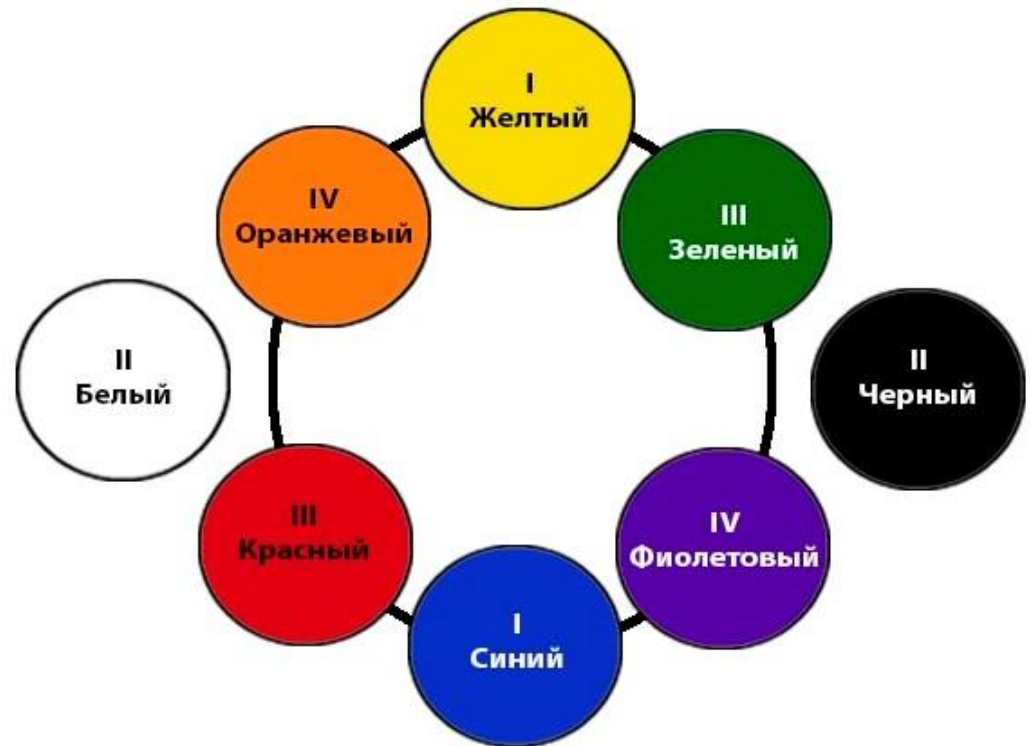 I
Желтый
IV
Оранжевый
III
Зеленый
II
Белый
II
Черный
III
Красный
IV
Фиолетовый
I
Синий